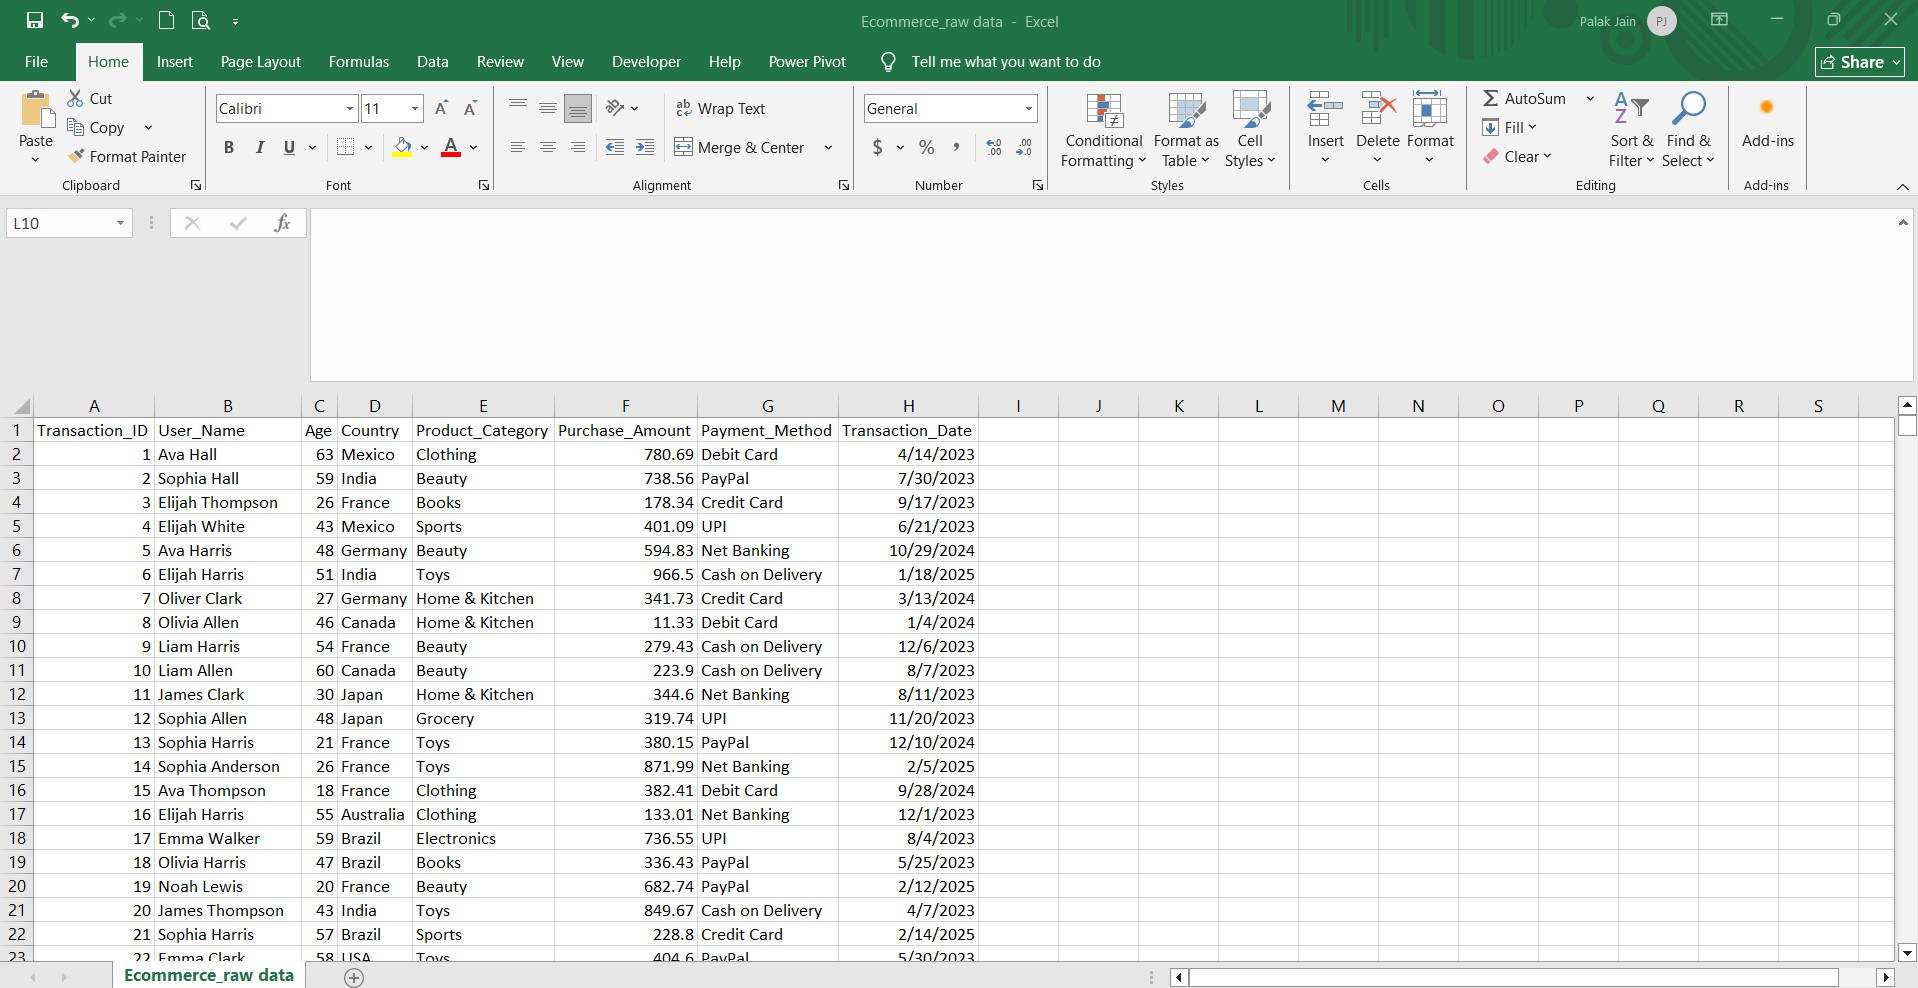 Ecommerce_raw data - Excel
Palak Jain PJ
File Home Insert Page Layout Formulas Data Review View Developer Help Power Pivot Tell me what you want to do Share
Paste
Cut
Copy
Format Painter
Clipboard
Calibri 11 A A
B I U A
Font
ab Wrap Text
Merge & Center
Alignment
General
$ % , .00 .00
Number
Conditional Formatting
Format as Table
Cell Styles
Styles
Insert Delete Format
Cells
AutoSum
Fill
Clear
Sort & Filter
Find & Select
Editing
Add-ins
Add-ins
L10 fx
A B C D E F G H I J K L M N O P Q R S
1 Transaction_ID User_Name Age Country Product_Category Purchase_Amount Payment_Method Transaction_Date
2 1 Ava Hall 63 Mexico Clothing 780.69 Debit Card 4/14/2023
3 2 Sophia Hall 59 India Beauty 738.56 PayPal 7/30/2023
4 3 Elijah Thompson 26 France Books 178.34 Credit Card 9/17/2023
5 4 Elijah White 43 Mexico Sports 401.09 UPI 6/21/2023
6 5 Ava Harris 48 Germany Beauty 594.83 Net Banking 10/29/2024
7 6 Elijah Harris 51 India Toys 966.5 Cash on Delivery 1/18/2025
8 7 Oliver Clark 27 Germany Home & Kitchen 341.73 Credit Card 3/13/2024
9 8 Olivia Allen 46 Canada Home & Kitchen 11.33 Debit Card 1/4/2024
10 9 Liam Harris 54 France Beauty 279.43 Cash on Delivery 12/6/2023
11 10 Liam Allen 60 Canada Beauty 223.9 Cash on Delivery 8/7/2023
12 11 James Clark 30 Japan Home & Kitchen 344.6 Net Banking 8/11/2023
13 12 Sophia Allen 48 Japan Grocery 319.74 UPI 11/20/2023
14 13 Sophia Harris 21 France Toys 380.15 PayPal 12/10/2024
15 14 Sophia Anderson 26 France Toys 871.99 Net Banking 2/5/2025
16 15 Ava Thompson 18 France Clothing 382.41 Debit Card 9/28/2024
17 16 Elijah Harris 55 Australia Clothing 133.01 Net Banking 12/1/2023
18 17 Emma Walker 59 Brazil Electronics 736.55 UPI 8/4/2023
19 18 Olivia Harris 47 Brazil Books 336.43 PayPal 5/25/2023
20 19 Noah Lewis 20 France Beauty 682.74 PayPal 2/12/2025
21 20 James Thompson 43 India Toys 849.67 Cash on Delivery 4/7/2023
22 21 Sophia Harris 57 Brazil Sports 228.8 Credit Card 2/14/2025
23 22 Emma Clark 58 USA Toys 404.6 PayPal 5/30/2023
Ecommerce_raw data